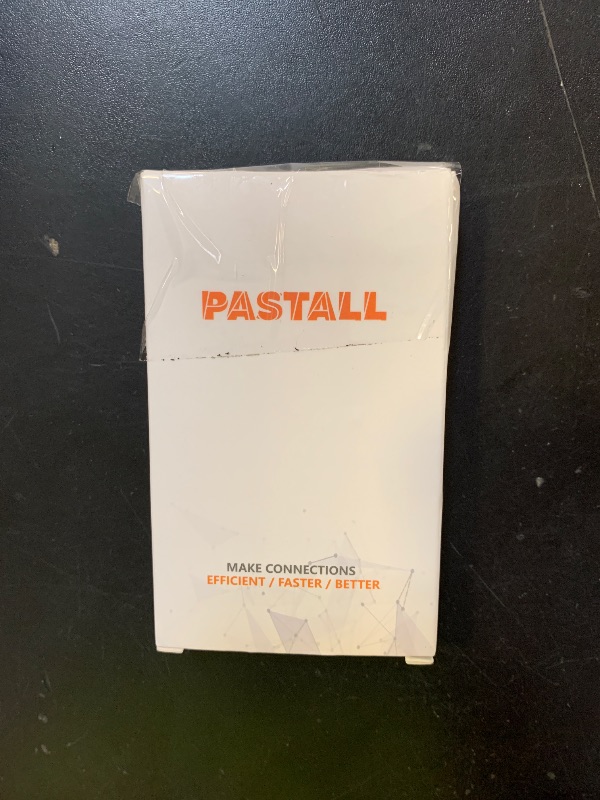 PASTALL
MAKE CONNECTIONS
EFFICIENT / FASTER / BETTER